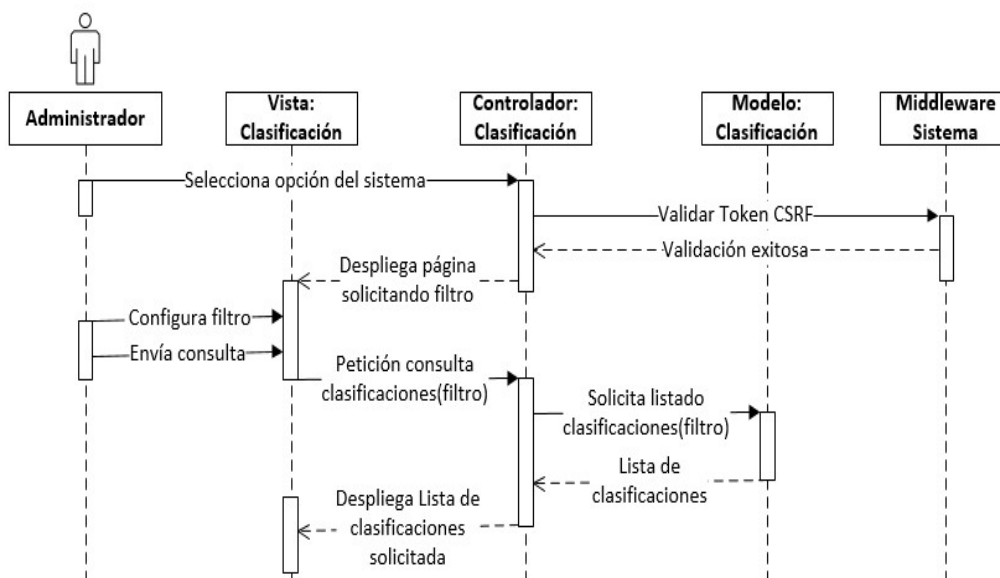 Administrador
Vista:
Clasificación
Controlador:
Clasificación
Modelo:
Clasificación
Middleware
Sistema
Selecciona opción del sistema
Validar Token CSRF
Validación exitosa
Despliega página
solicitando filtro
Configura filtro
Envía consulta
Petición consulta
clasificaciones(filtro)
Solicita listado
clasificaciones(filtro)
Lista de
clasificaciones
Despliega Lista de
clasificaciones
solicitada